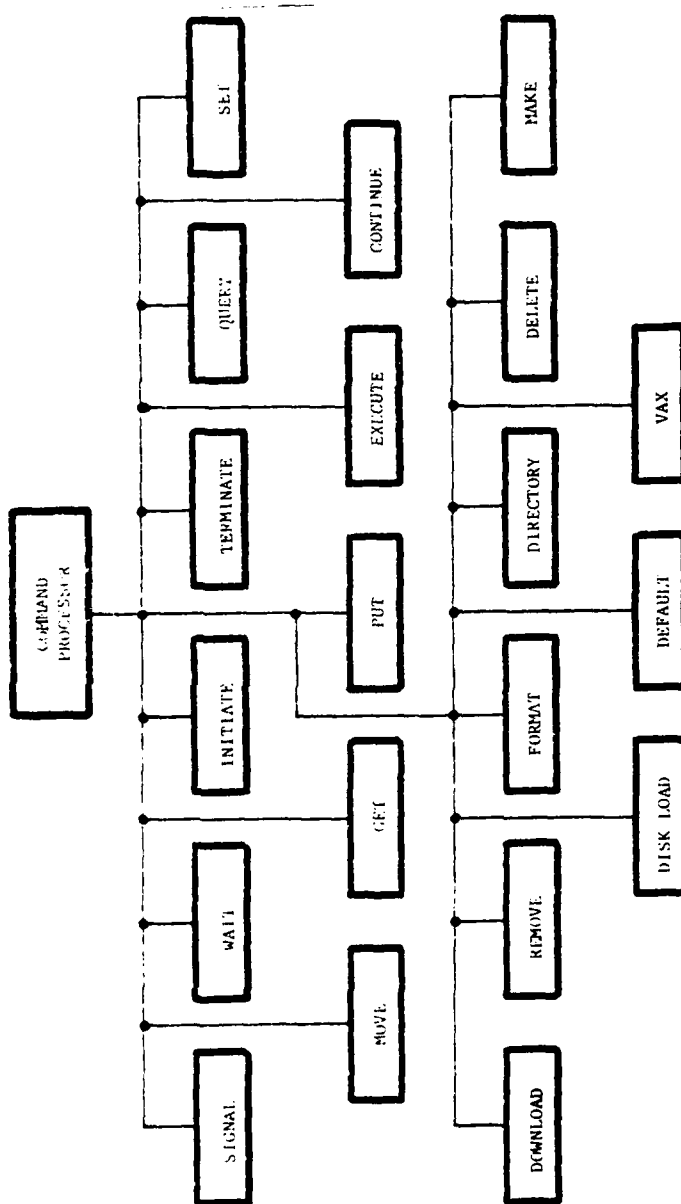 COMMAND
PROCESSOR
SIGNAL
WAIT
INITIATE
TERMINATE
QUERY
SET
MOVE
GET
PUT
EXECUTE
CONTINUE
DOWNLOAD
REMOVE
FORMAT
DIRECTORY
DELETE
MAKE
DISK LOAD
DEFAULT
VAX